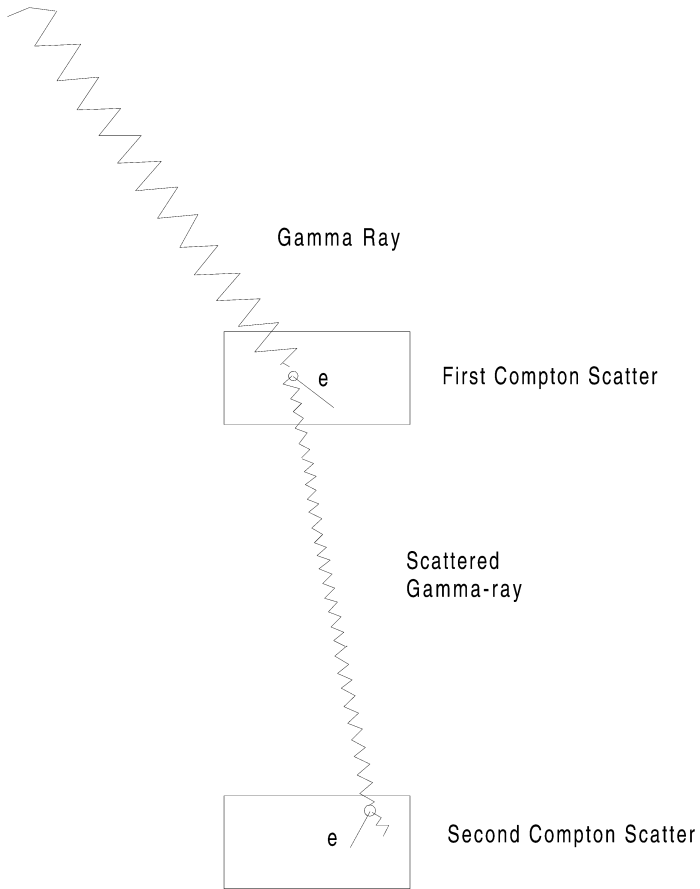 Gamma Ray
e
First Compton Scatter
Scattered
Gamma-ray
e
Second Compton Scatter